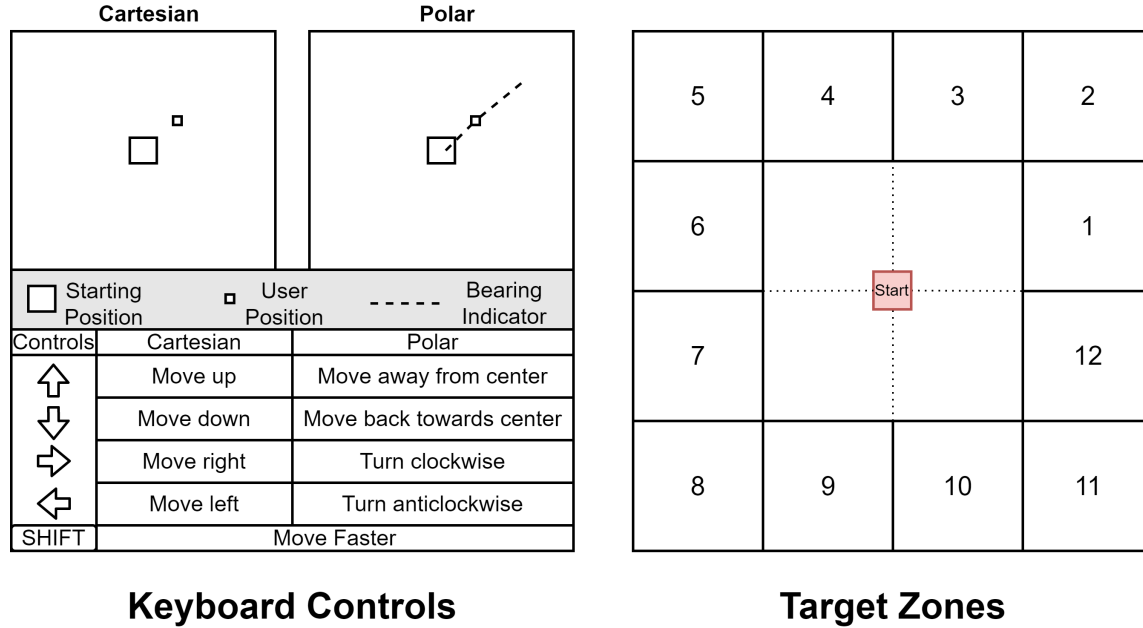 Cartesian
Polar
Starting
Position
User
Position
Bearing
Indicator
Controls
Cartesian
Polar
Move up
Move away from center
Move down
Move back towards center
Move right
Turn clockwise
Move left
Turn anticlockwise
SHIFT
Move Faster
Keyboard Controls
5
4
3
2
6
1
Start
7
12
8
9
10
11
Target Zones